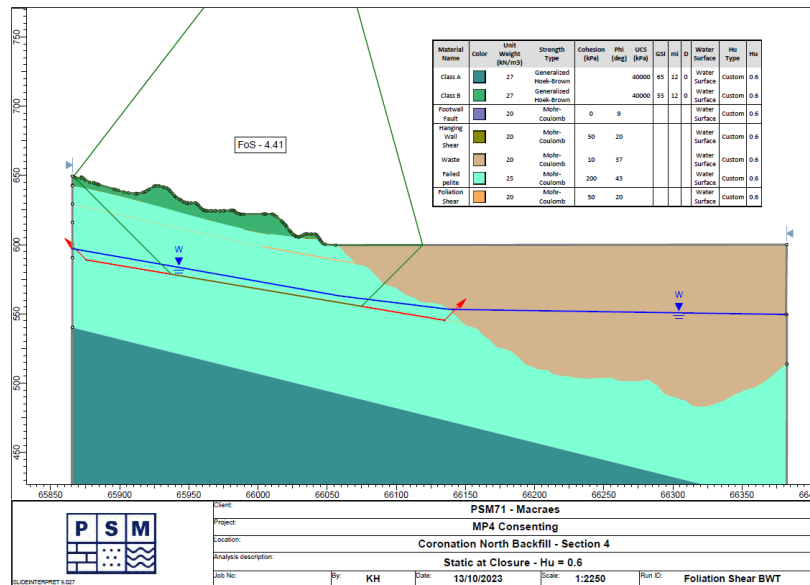 Material Name Color Unit Weight (kN/m3) Strength Type Cohesion (kPa) Phi (deg) UCS (kPa) GSI mi D Water Surface Hu Type Hu
Class A 27 Generalized Hoek-Brown 40000 65 12 0 Water Surface Custom 0.6
Class B 27 Generalized Hoek-Brown 40000 55 12 0 Water Surface Custom 0.6
Footwall Fault 20 Mohr-Coulomb 0 9 Water Surface Custom 0.6
Hanging Wall Shear 20 Mohr-Coulomb 50 20 Water Surface Custom 0.6
Waste 20 Mohr-Coulomb 10 37 Water Surface Custom 0.6
Failed pelite 25 Mohr-Coulomb 200 43 Water Surface Custom 0.6
Foliation Shear 20 Mohr-Coulomb 50 20 Water Surface Custom 0.6
FoS - 4.41
W
W
750
700
650
600
550
500
450
65850 65900 65950 66000 66050 66100 66150 66200 66250 66300 66350 664
PSM
Client:
PSM71 - Macraes
Project:
MP4 Consenting
Location:
Coronation North Backfill - Section 4
Analysis description:
Static at Closure - Hu = 0.6
Job No: By: KH Date: 13/10/2023 Scale: 1:2250 Run ID: Foliation Shear BWT
SLIDEINTERPRET 9.027